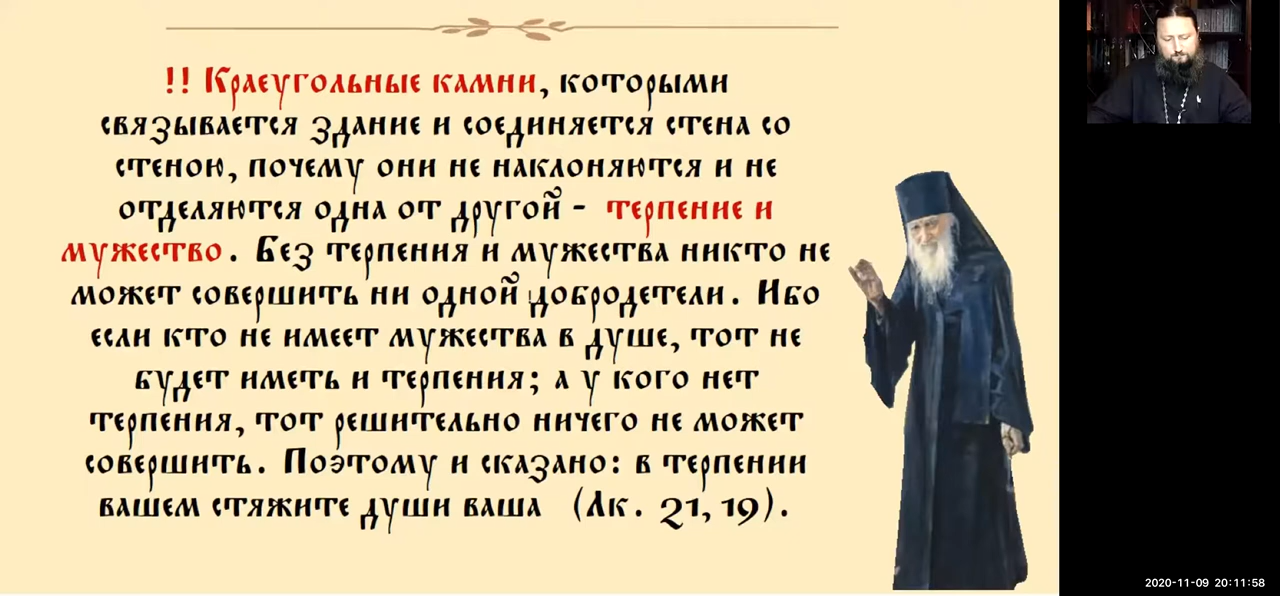 !! Краеугольные камни, которыми
связывается здание и соединяется стена со
стеною, почему они не наклоняются и не
отделяются одна от другой - терпение и
мужество. Без терпения и мужества никто не
может совершить ни одной добродетели. Ибо
если кто не имеет мужества в душе, тот не
будет иметь и терпения; а у кого нет
терпения, тот решительно ничего не может
совершить. Поэтому и сказано: в терпении
вашем стяжите души ваша (Лк. 21, 19).
2020-11-09 20:11:58